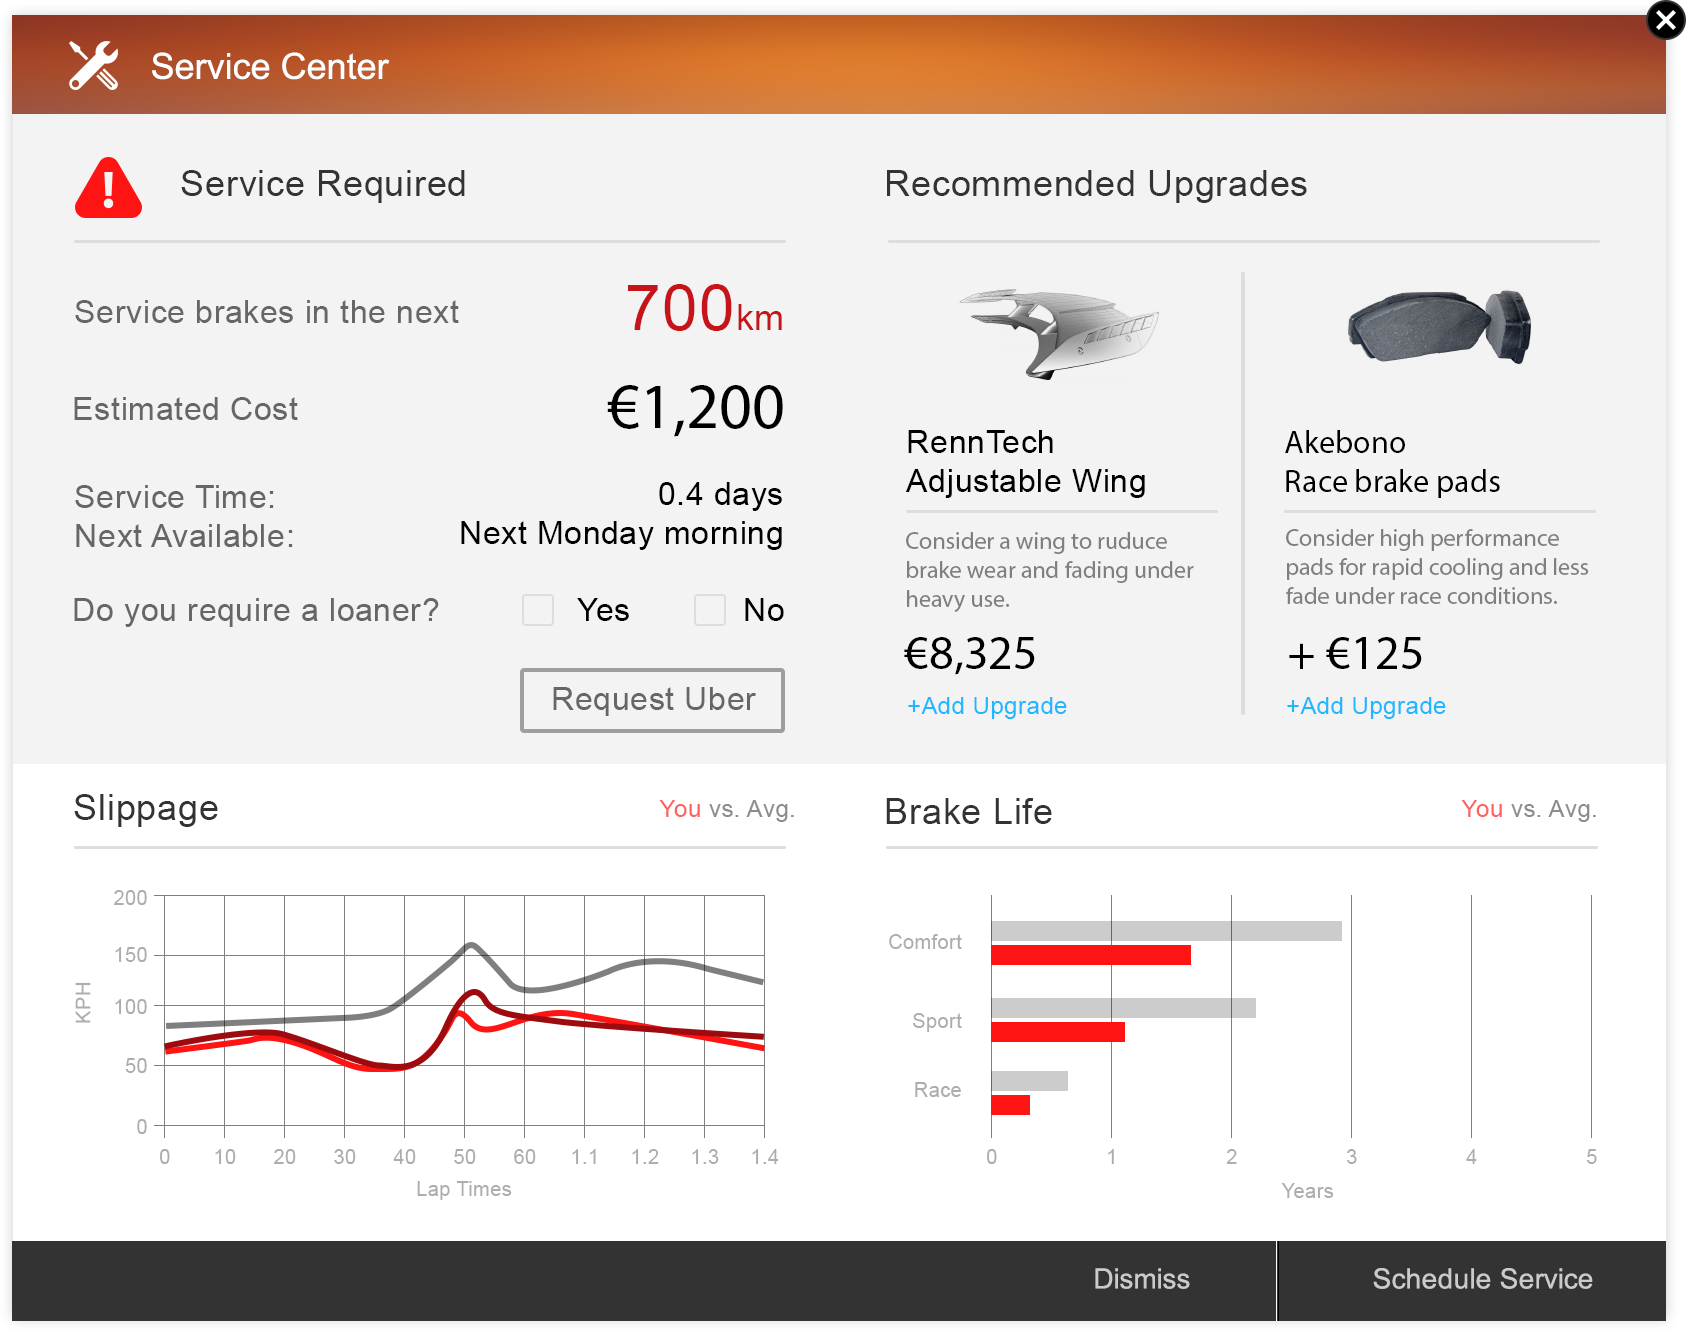 Service Center
Service Required
Service brakes in the next 700km
Estimated Cost €1,200
Service Time: 0.4 days
Next Available: Next Monday morning
Do you require a loaner? Yes No
Request Uber
Recommended Upgrades
RennTech
Adjustable Wing
Consider a wing to ruduce
brake wear and fading under
heavy use.
€8,325
+Add Upgrade
Akebono
Race brake pads
Consider high performance
pads for rapid cooling and less
fade under race conditions.
+ €125
+Add Upgrade
Slippage You vs. Avg.
200
150
100
50
0
KPH
0 10 20 30 40 50 60 1.1 1.2 1.3 1.4
Lap Times
Brake Life You vs. Avg.
Comfort
Sport
Race
0 1 2 3 4 5
Years
Dismiss
Schedule Service